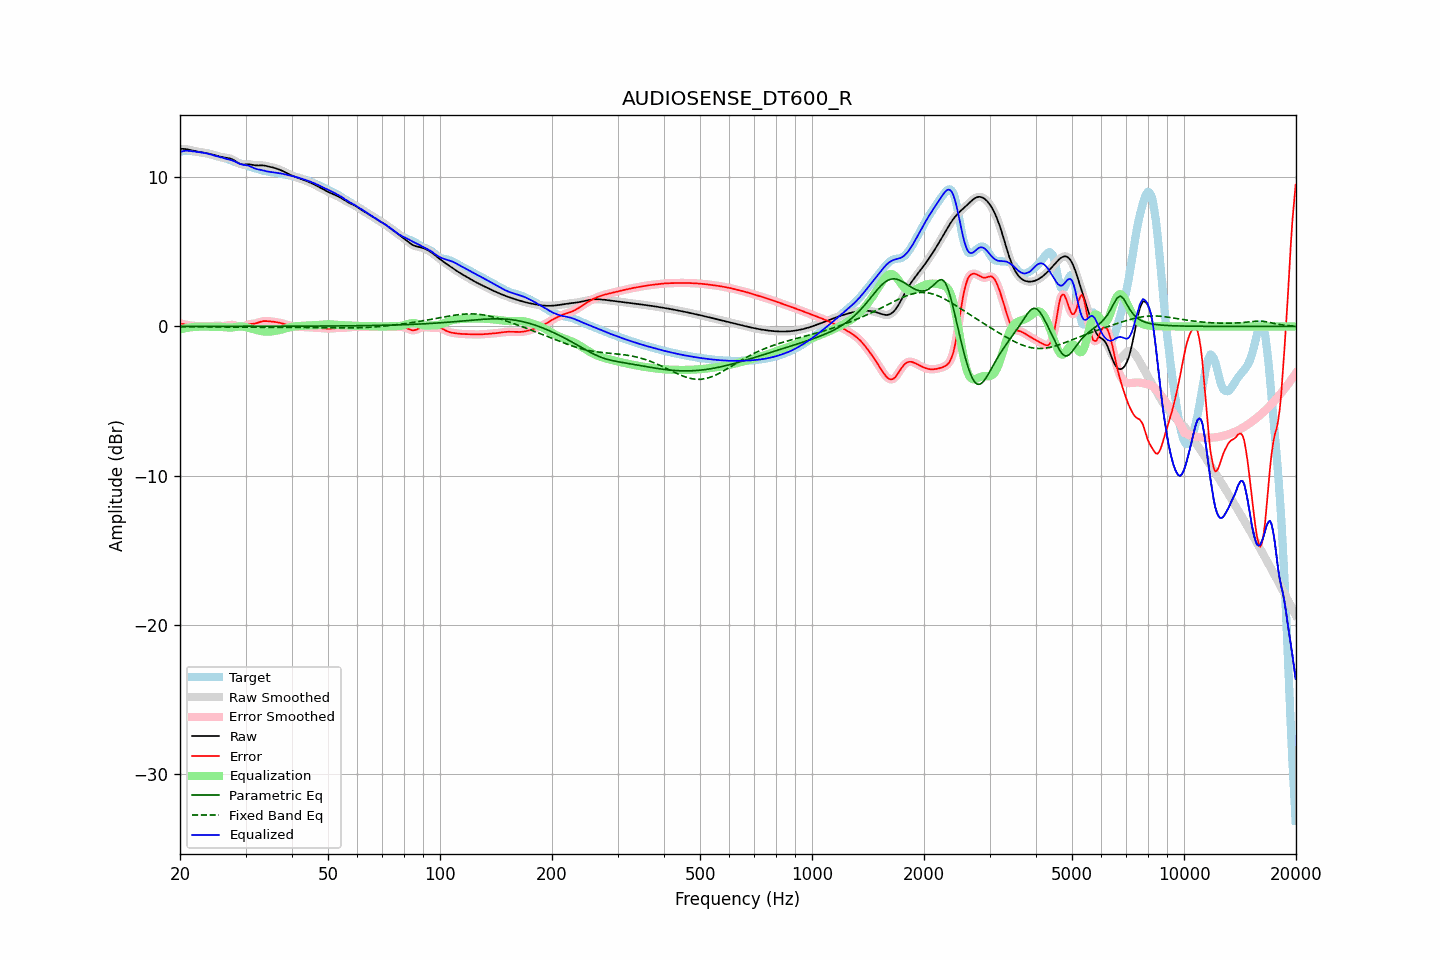 AUDIOSENSE_DT600_R
Amplitude (dBr)
10
0
−10
−20
−30
Target
Raw Smoothed
Error Smoothed
Raw
Error
Equalization
Parametric Eq
Fixed Band Eq
Equalized
20 50 100 200 500 1000 2000 5000 10000 20000
Frequency (Hz)